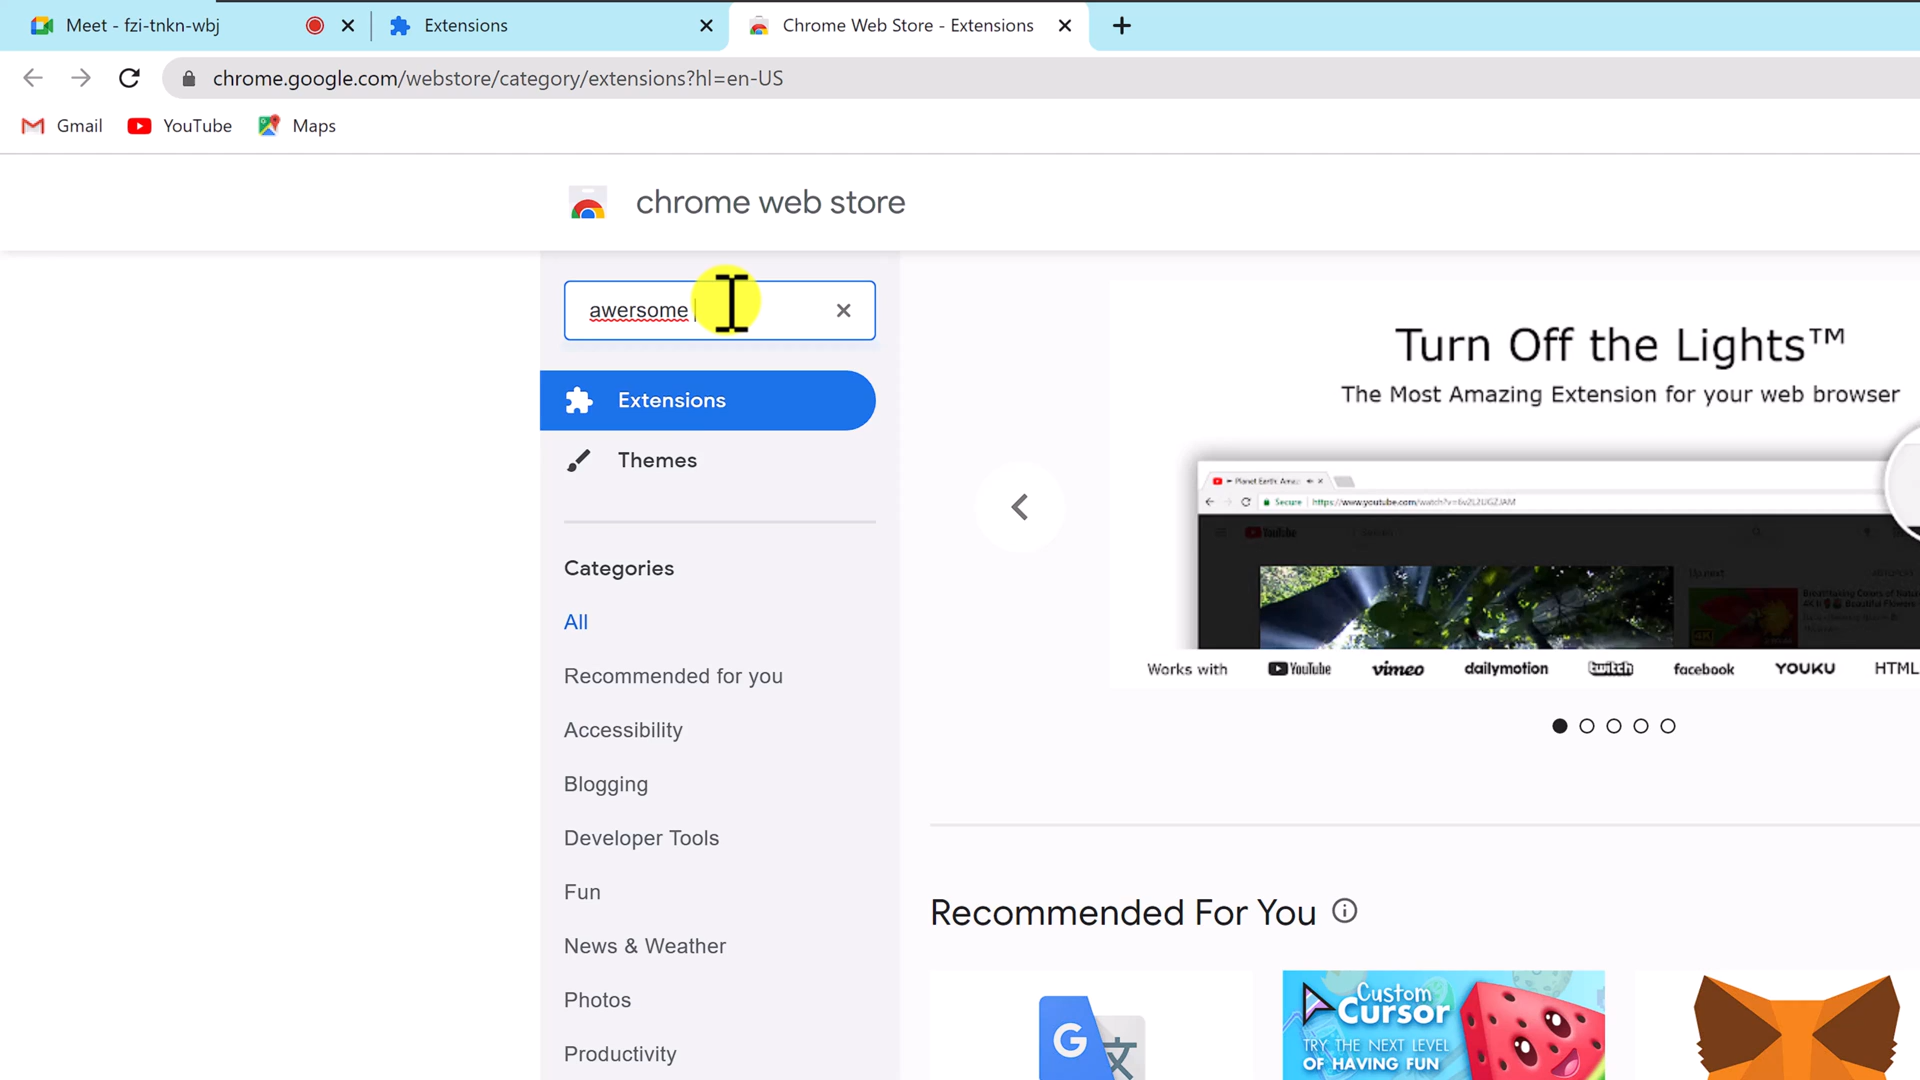 Meet - fzi-tnkn-wbj
Extensions
Chrome Web Store - Extensions
chrome.google.com/webstore/category/extensions?hl=en-US
Gmail
YouTube
Maps
chrome web store
awersome
Extensions
Themes
Categories
All
Recommended for you
Accessibility
Blogging
Developer Tools
Fun
News & Weather
Photos
Productivity
Turn Off the Lights™
The Most Amazing Extension for your web browser
Secure
YouTube
Works with YouTube vimeo dailymotion twitch facebook YOUKU HTML
Recommended For You
G
Custom
Cursor
TRY THE NEXT LEVEL
OF HAVING FUN